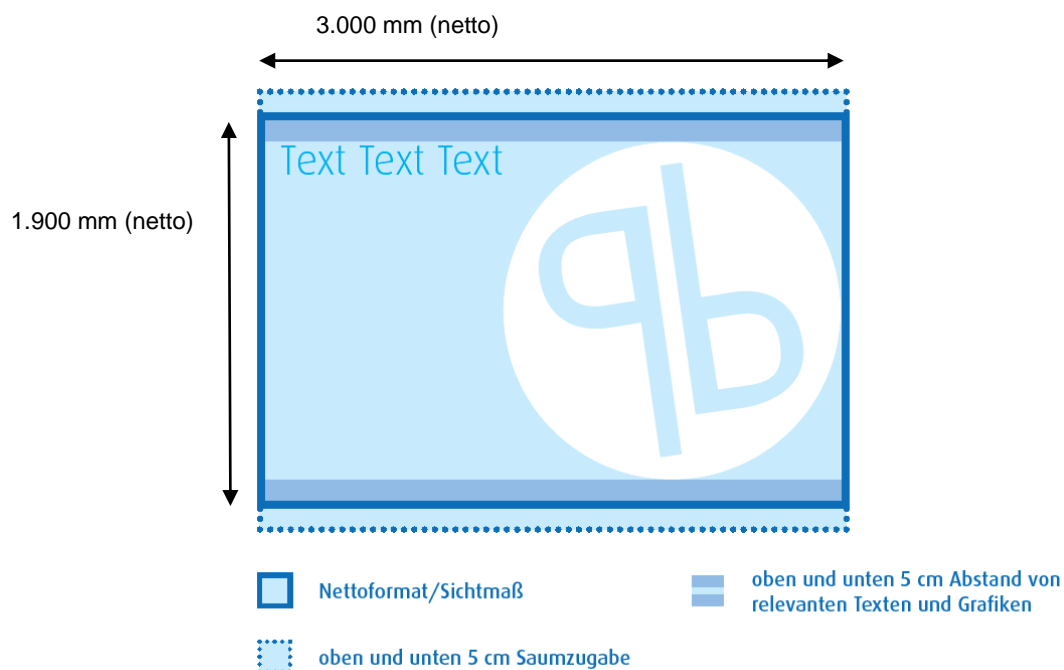 3.000 mm (netto)
Text Text Text
1.900 mm (netto)
Nettoformat/Sichtmaß
oben und unten 5 cm Abstand von
relevanten Texten und Grafiken
oben und unten 5 cm Saumzugabe